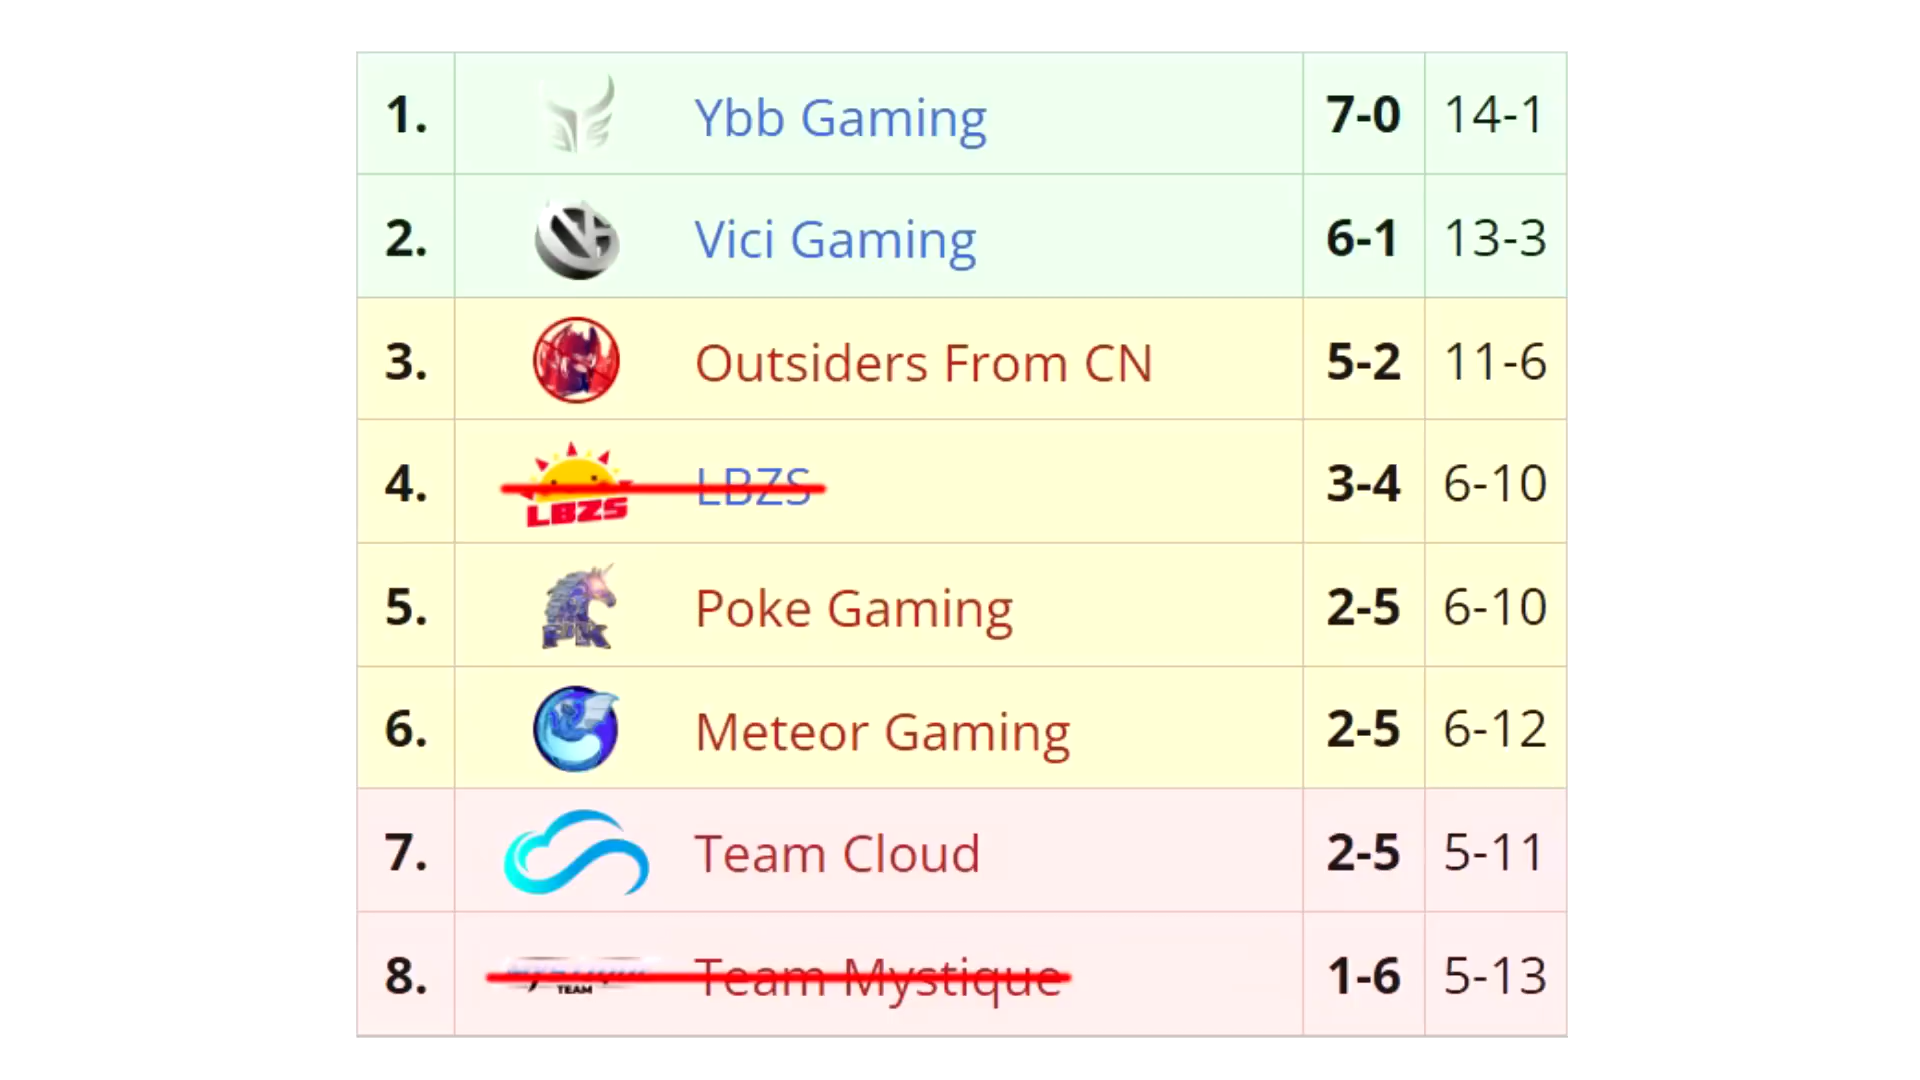 1. Ybb Gaming 7-0 14-1
2. Vici Gaming 6-1 13-3
3. Outsiders From CN 5-2 11-6
4. LBZS LBZS 3-4 6-10
5. Poke Gaming 2-5 6-10
6. Meteor Gaming 2-5 6-12
7. Team Cloud 2-5 5-11
8. TEAM Team Mystique 1-6 5-13